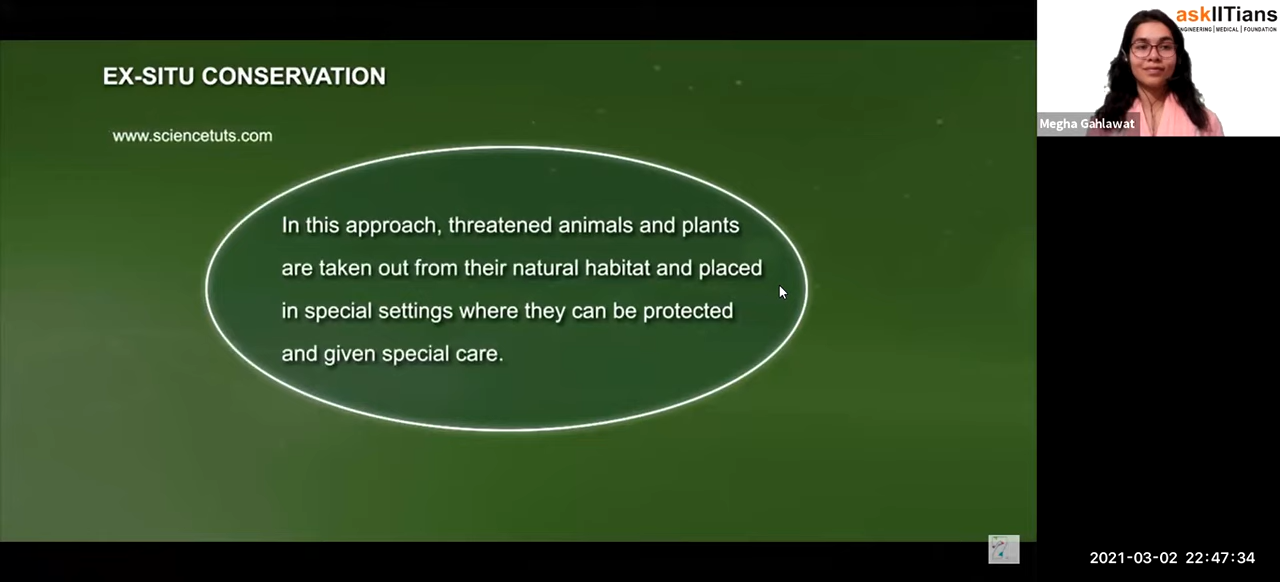 askIITians
ENGINEERING | MEDICAL | FOUNDATION
Megha Gahlawat
EX-SITU CONSERVATION
www.sciencetuts.com
In this approach, threatened animals and plants
are taken out from their natural habitat and placed
in special settings where they can be protected
and given special care.
2021-03-02 22:47:34